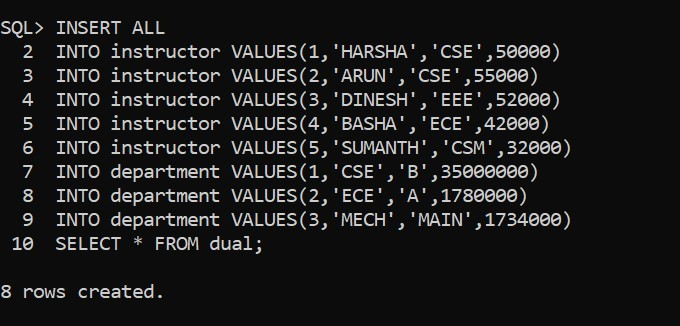 SQL> INSERT ALL
2 INTO instructor VALUES(1,'HARSHA','CSE',50000)
3 INTO instructor VALUES(2,'ARUN','CSE',55000)
4 INTO instructor VALUES(3,'DINESH','EEE',52000)
5 INTO instructor VALUES(4,'BASHA','ECE',42000)
6 INTO instructor VALUES(5,'SUMANTH','CSM',32000)
7 INTO department VALUES(1,'CSE','B',35000000)
8 INTO department VALUES(2,'ECE','A',1780000)
9 INTO department VALUES(3,'MECH','MAIN',1734000)
10 SELECT * FROM dual;
8 rows created.